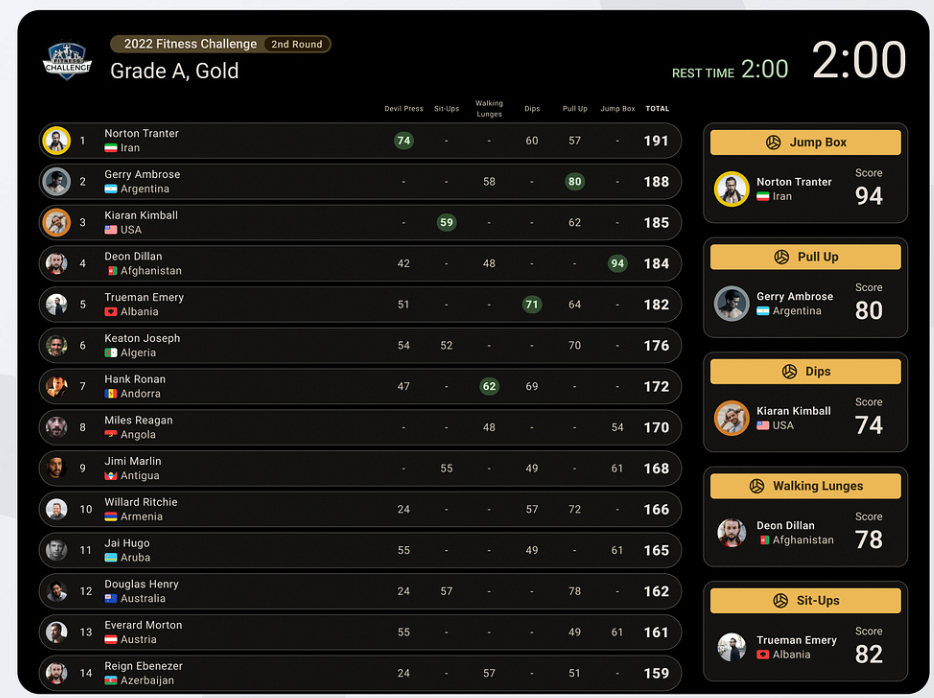 FITNESS
CHALLENGE
2022 Fitness Challenge 2nd Round
Grade A, Gold
REST TIME 2:00 2:00
Devil Press Sit-Ups Walking Lunges Dips Pull Up Jump Box TOTAL
1 Norton Tranter 74 - - 60 57 - 191
Iran
2 Gerry Ambrose - - 58 - 80 - 188
Argentina
3 Kiaran Kimball - 59 - - 62 - 185
USA
4 Deon Dillan 42 - 48 - - 94 184
Afghanistan
5 Trueman Emery 51 - - 71 64 - 182
Albania
6 Keaton Joseph 54 52 - - 70 - 176
Algeria
7 Hank Ronan 47 - 62 69 - - 172
Andorra
8 Miles Reagan - - 48 - - 54 170
Angola
9 Jimi Marlin - 55 - 49 - 61 168
Antigua
10 Willard Ritchie 24 - - 57 72 - 166
Armenia
11 Jai Hugo 55 - - 49 - 61 165
Aruba
12 Douglas Henry 24 57 - - 78 - 162
Australia
13 Everard Morton 55 - - - 49 61 161
Austria
14 Reign Ebenezer 24 - 57 - 51 - 159
Azerbaijan
Jump Box
Norton Tranter
Iran
Score
94
Pull Up
Gerry Ambrose
Argentina
Score
80
Dips
Kiaran Kimball
USA
Score
74
Walking Lunges
Deon Dillan
Afghanistan
Score
78
Sit-Ups
Trueman Emery
Albania
Score
82